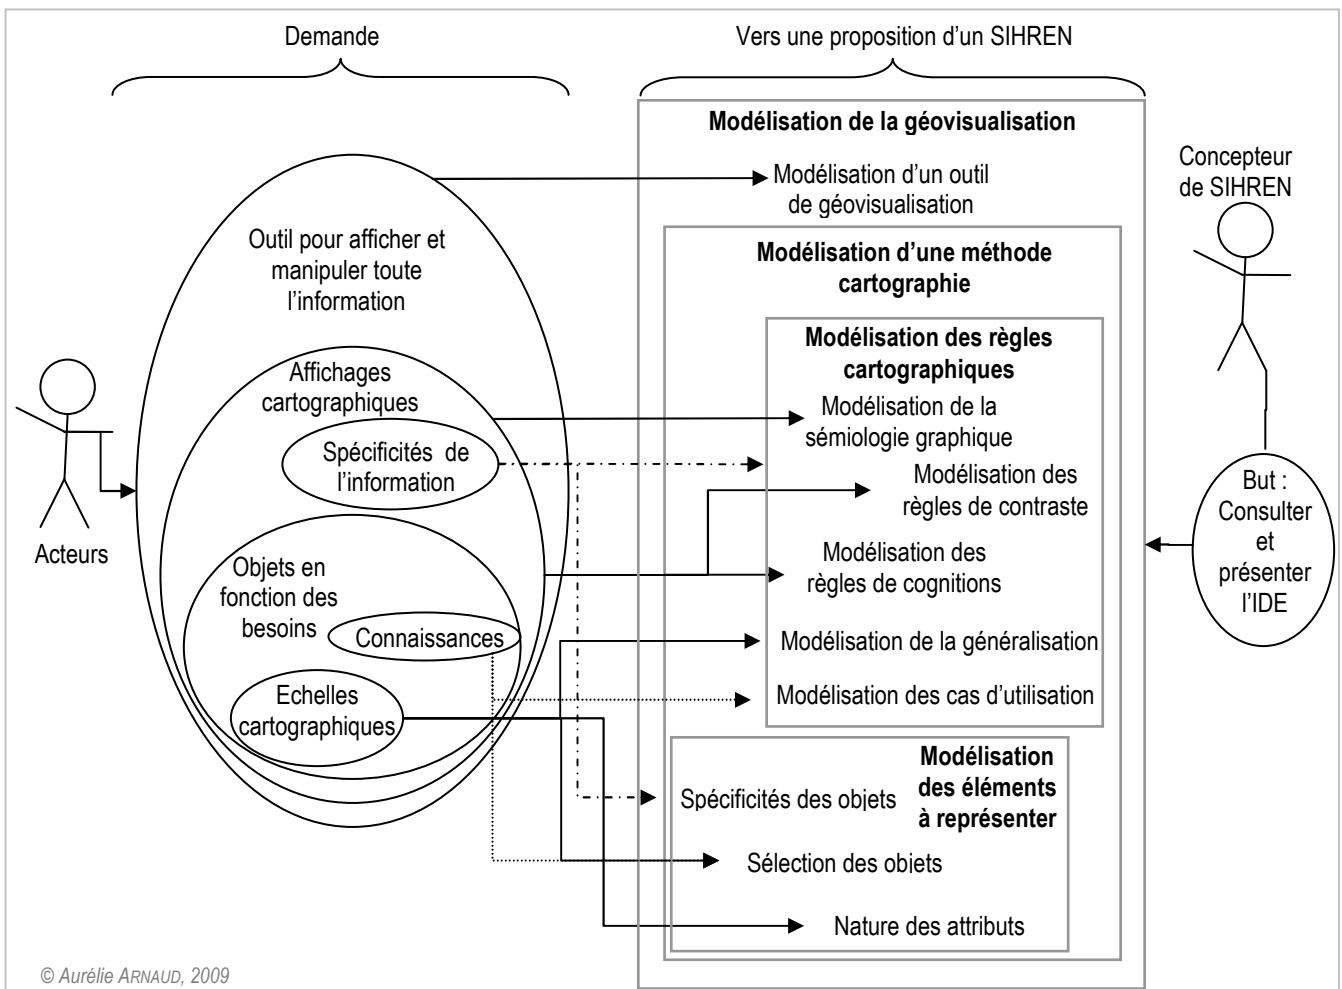 Demande
Vers une proposition d'un SIHREN
Modélisation de la géovisualisation
Concepteur
de SIHREN
Modélisation d'un outil
de géovisualisation
Outil pour afficher et
manipuler toute
l'information
Modélisation d'une méthode
cartographie
Modélisation des règles
cartographiques
Affichages
cartographiques
Modélisation de la
sémiologie graphique
Spécificités de
l'information
Modélisation des
règles de contraste
But :
Consulter
et
présenter
l'IDE
Acteurs
Objets en
fonction des
besoins
Modélisation des
règles de cognitions
Connaissances
Modélisation de la généralisation
Echelles
cartographiques
Modélisation des cas d'utilisation
Modélisation
des éléments
à représenter
Spécificités des objets
Sélection des objets
Nature des attributs
© Aurélie ARNAUD, 2009